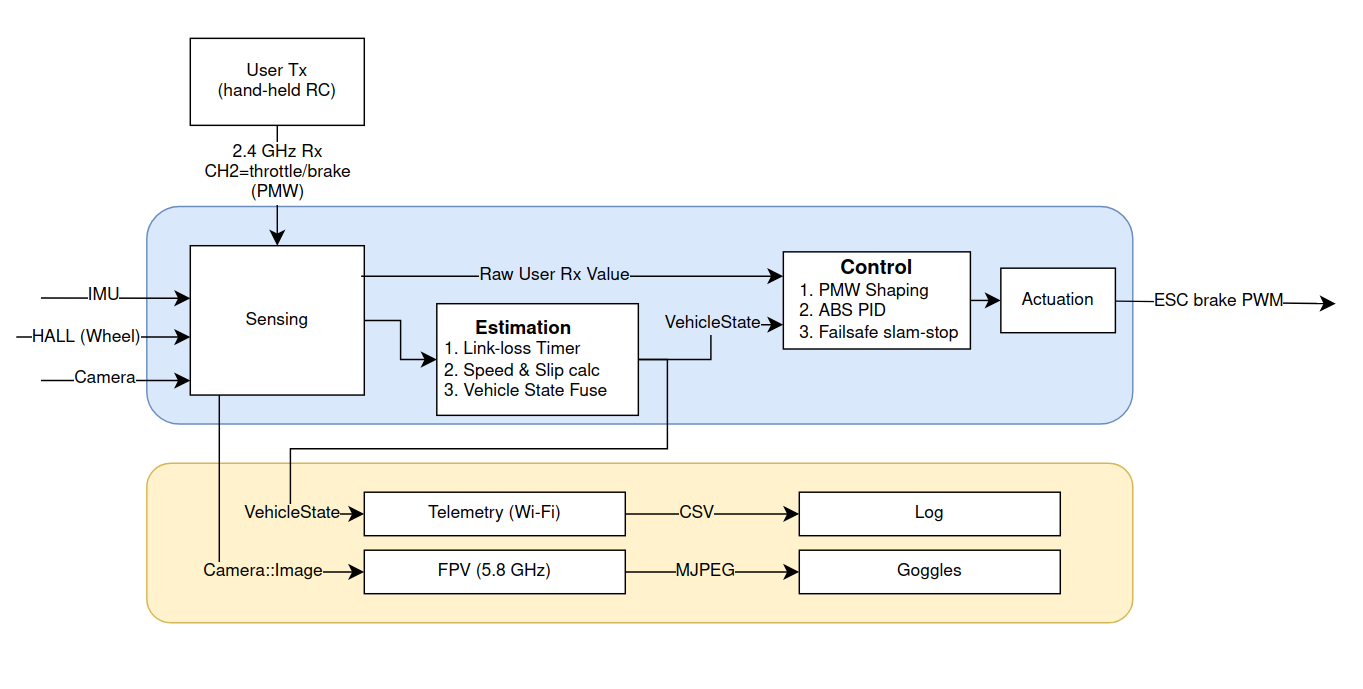 User Tx
(hand-held RC)
2.4 GHz Rx
CH2=throttle/brake
(PMW)
IMU
HALL (Wheel)
Camera
Sensing
Raw User Rx Value
Estimation
1. Link-loss Timer
2. Speed & Slip calc
3. Vehicle State Fuse
VehicleState
Control
1. PMW Shaping
2. ABS PID
3. Failsafe slam-stop
Actuation
ESC brake PWM
VehicleState
Telemetry (Wi-Fi)
CSV
Log
Camera::Image
FPV (5.8 GHz)
MJPEG
Goggles